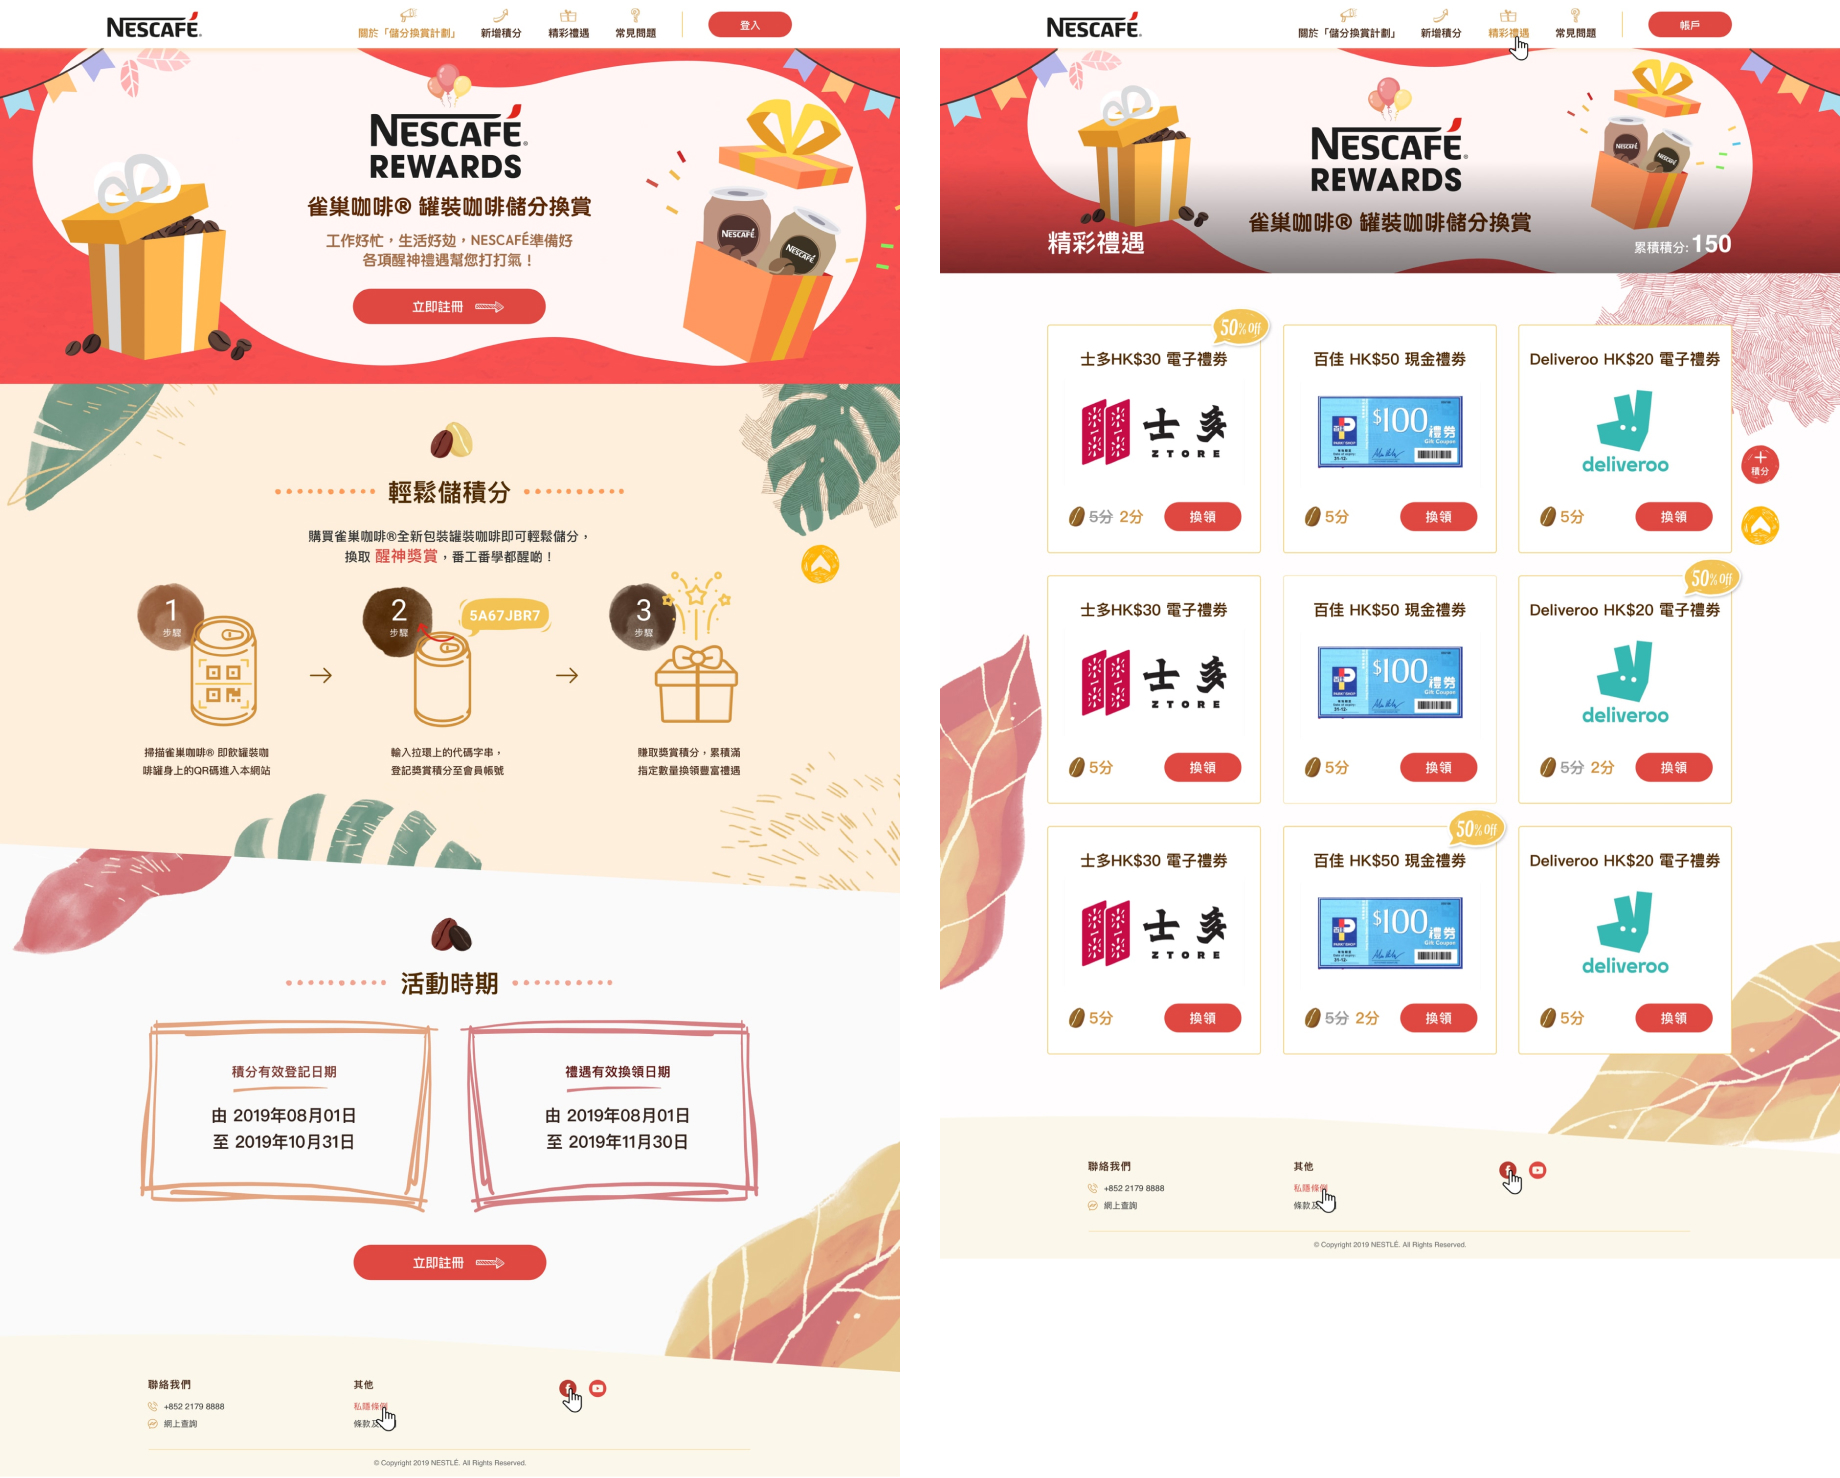 NESCAFÉ.
關於「儲分換賞計劃」
新增積分
精彩禮遇
常見問題
登入
NESCAFÉ.
REWARDS
雀巢咖啡® 罐裝咖啡儲分換賞
工作好忙，生活好攰，NESCAFÉ準備好
各項醒神禮遇幫您打打氣！
立即註冊
NESCAFÉ
NESCAFÉ
輕鬆儲積分
購買雀巢咖啡®全新包裝罐裝咖啡即可輕鬆儲分，
換取 醒神獎賞，番工番學都醒啲！
1
步驟
2
步驟
5A67JBR7
3
步驟
掃描雀巢咖啡® 即飲罐裝咖
啡罐身上的QR碼進入本網站
輸入拉環上的代碼字串，
登記獎賞積分至會員帳號
賺取獎賞積分，累積滿
指定數量換領豐富禮遇
活動時期
積分有效登記日期
由 2019年08月01日
至 2019年10月31日
禮遇有效換領日期
由 2019年08月01日
至 2019年11月30日
立即註冊
聯絡我們
+852 2179 8888
網上查詢
其他
私隱條
條款及
© Copyright 2019 NESTLÉ. All Rights Reserved.
NESCAFÉ.
關於「儲分換賞計劃」
新增積分
精彩禮遇
常見問題
帳戶
NESCAFÉ.
REWARDS
雀巢咖啡® 罐裝咖啡儲分換賞
NESCAFÉ
NESCAFÉ
精彩禮遇
累積積分: 150
50% Off
士多HK$30 電子禮券
士多
ZTORE
5分 2分
換領
百佳 HK$50 現金禮券
$100禮券
Gift Coupon
5分
換領
Deliveroo HK$20 電子禮券
deliveroo
5分
換領
積分
士多HK$30 電子禮券
士多
ZTORE
5分
換領
百佳 HK$50 現金禮券
$100禮券
Gift Coupon
5分
換領
50% Off
Deliveroo HK$20 電子禮券
deliveroo
5分 2分
換領
士多HK$30 電子禮券
士多
ZTORE
5分
換領
50% Off
百佳 HK$50 現金禮券
$100禮券
Gift Coupon
5分 2分
換領
Deliveroo HK$20 電子禮券
deliveroo
5分
換領
聯絡我們
+852 2179 8888
網上查詢
其他
私隱條
條款及
© Copyright 2019 NESTLÉ. All Rights Reserved.